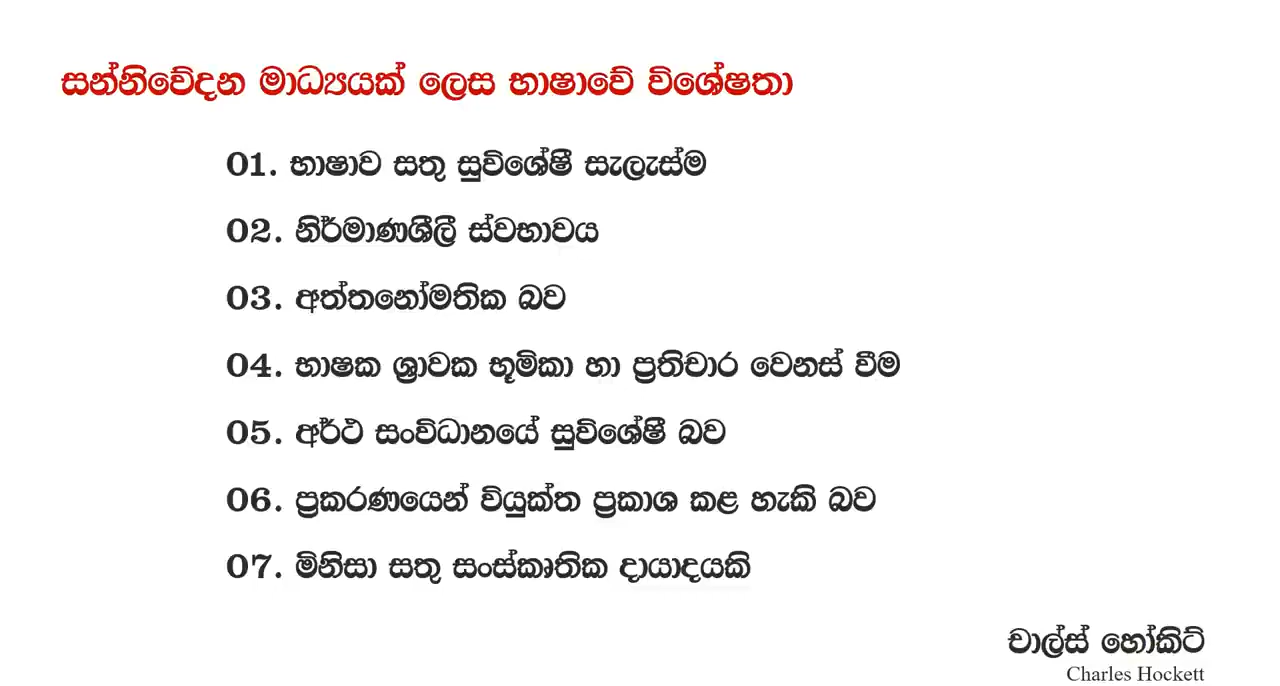 සන්නිවේදන මාධ්‍යයක් ලෙස භාෂාවේ විශේෂතා
01. භාෂාව සතු සුවිශේෂී සැලැස්ම
02. නිර්මාණශීලී ස්වභාවය
03. අත්තනෝමතික බව
04. භාෂක ශ්‍රාවක භූමිකා හා ප්‍රතිචාර වෙනස් වීම
05. අර්ථ සංවිධානයේ සුවිශේෂී බව
06. ප්‍රකරණයෙන් වියුක්ත ප්‍රකාශ කළ හැකි බව
07. මිනිසා සතු සංස්කෘතික දායාදයකි
චාල්ස් හෝකිට්
Charles Hockett